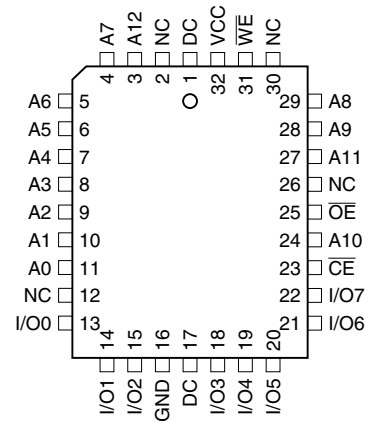 A7 A12 NC DC VCC W̅E̅ NC
4 3 2 1 32 31 30
A6 5 29 A8
A5 6 28 A9
A4 7 27 A11
A3 8 26 NC
A2 9 25 O̅E̅
A1 10 24 A10
A0 11 23 C̅E̅
NC 12 22 I/O7
I/O0 13 21 I/O6
14 15 16 17 18 19 20
I/O1 I/O2 GND DC I/O3 I/O4 I/O5